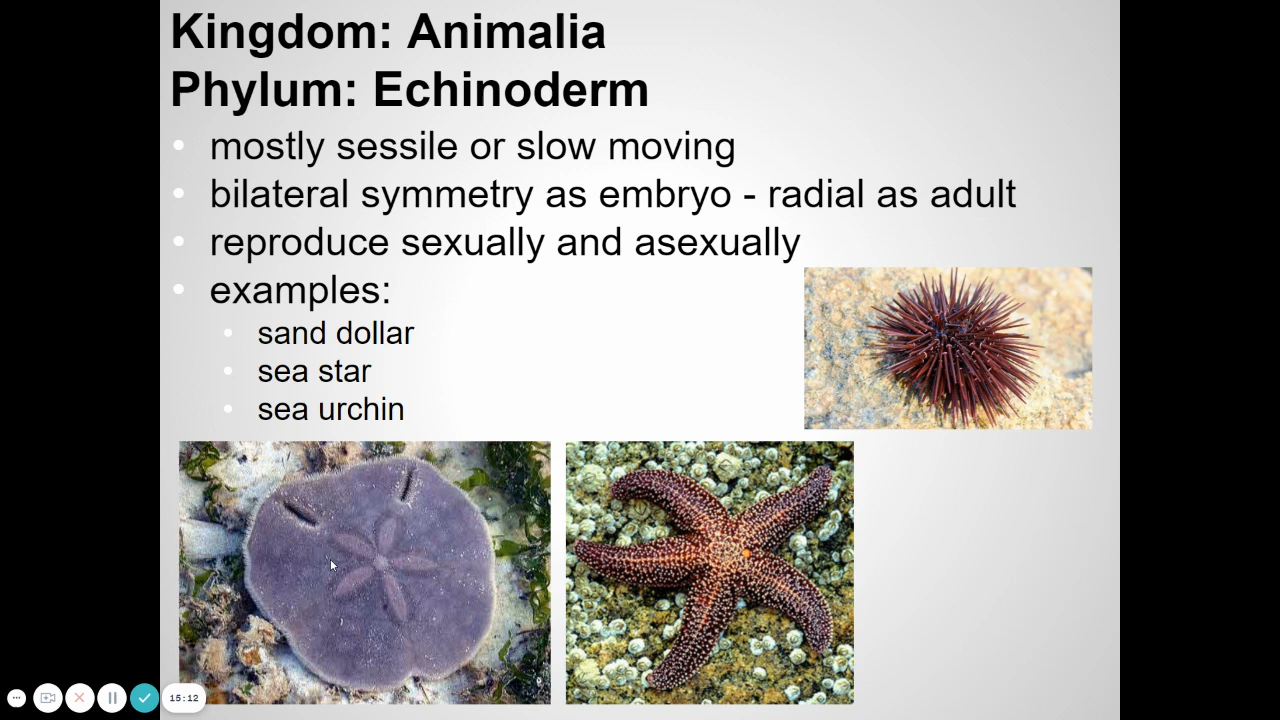 Kingdom: Animalia
Phylum: Echinoderm
mostly sessile or slow moving
bilateral symmetry as embryo - radial as adult
reproduce sexually and asexually
examples:
sand dollar
sea star
sea urchin
15:12